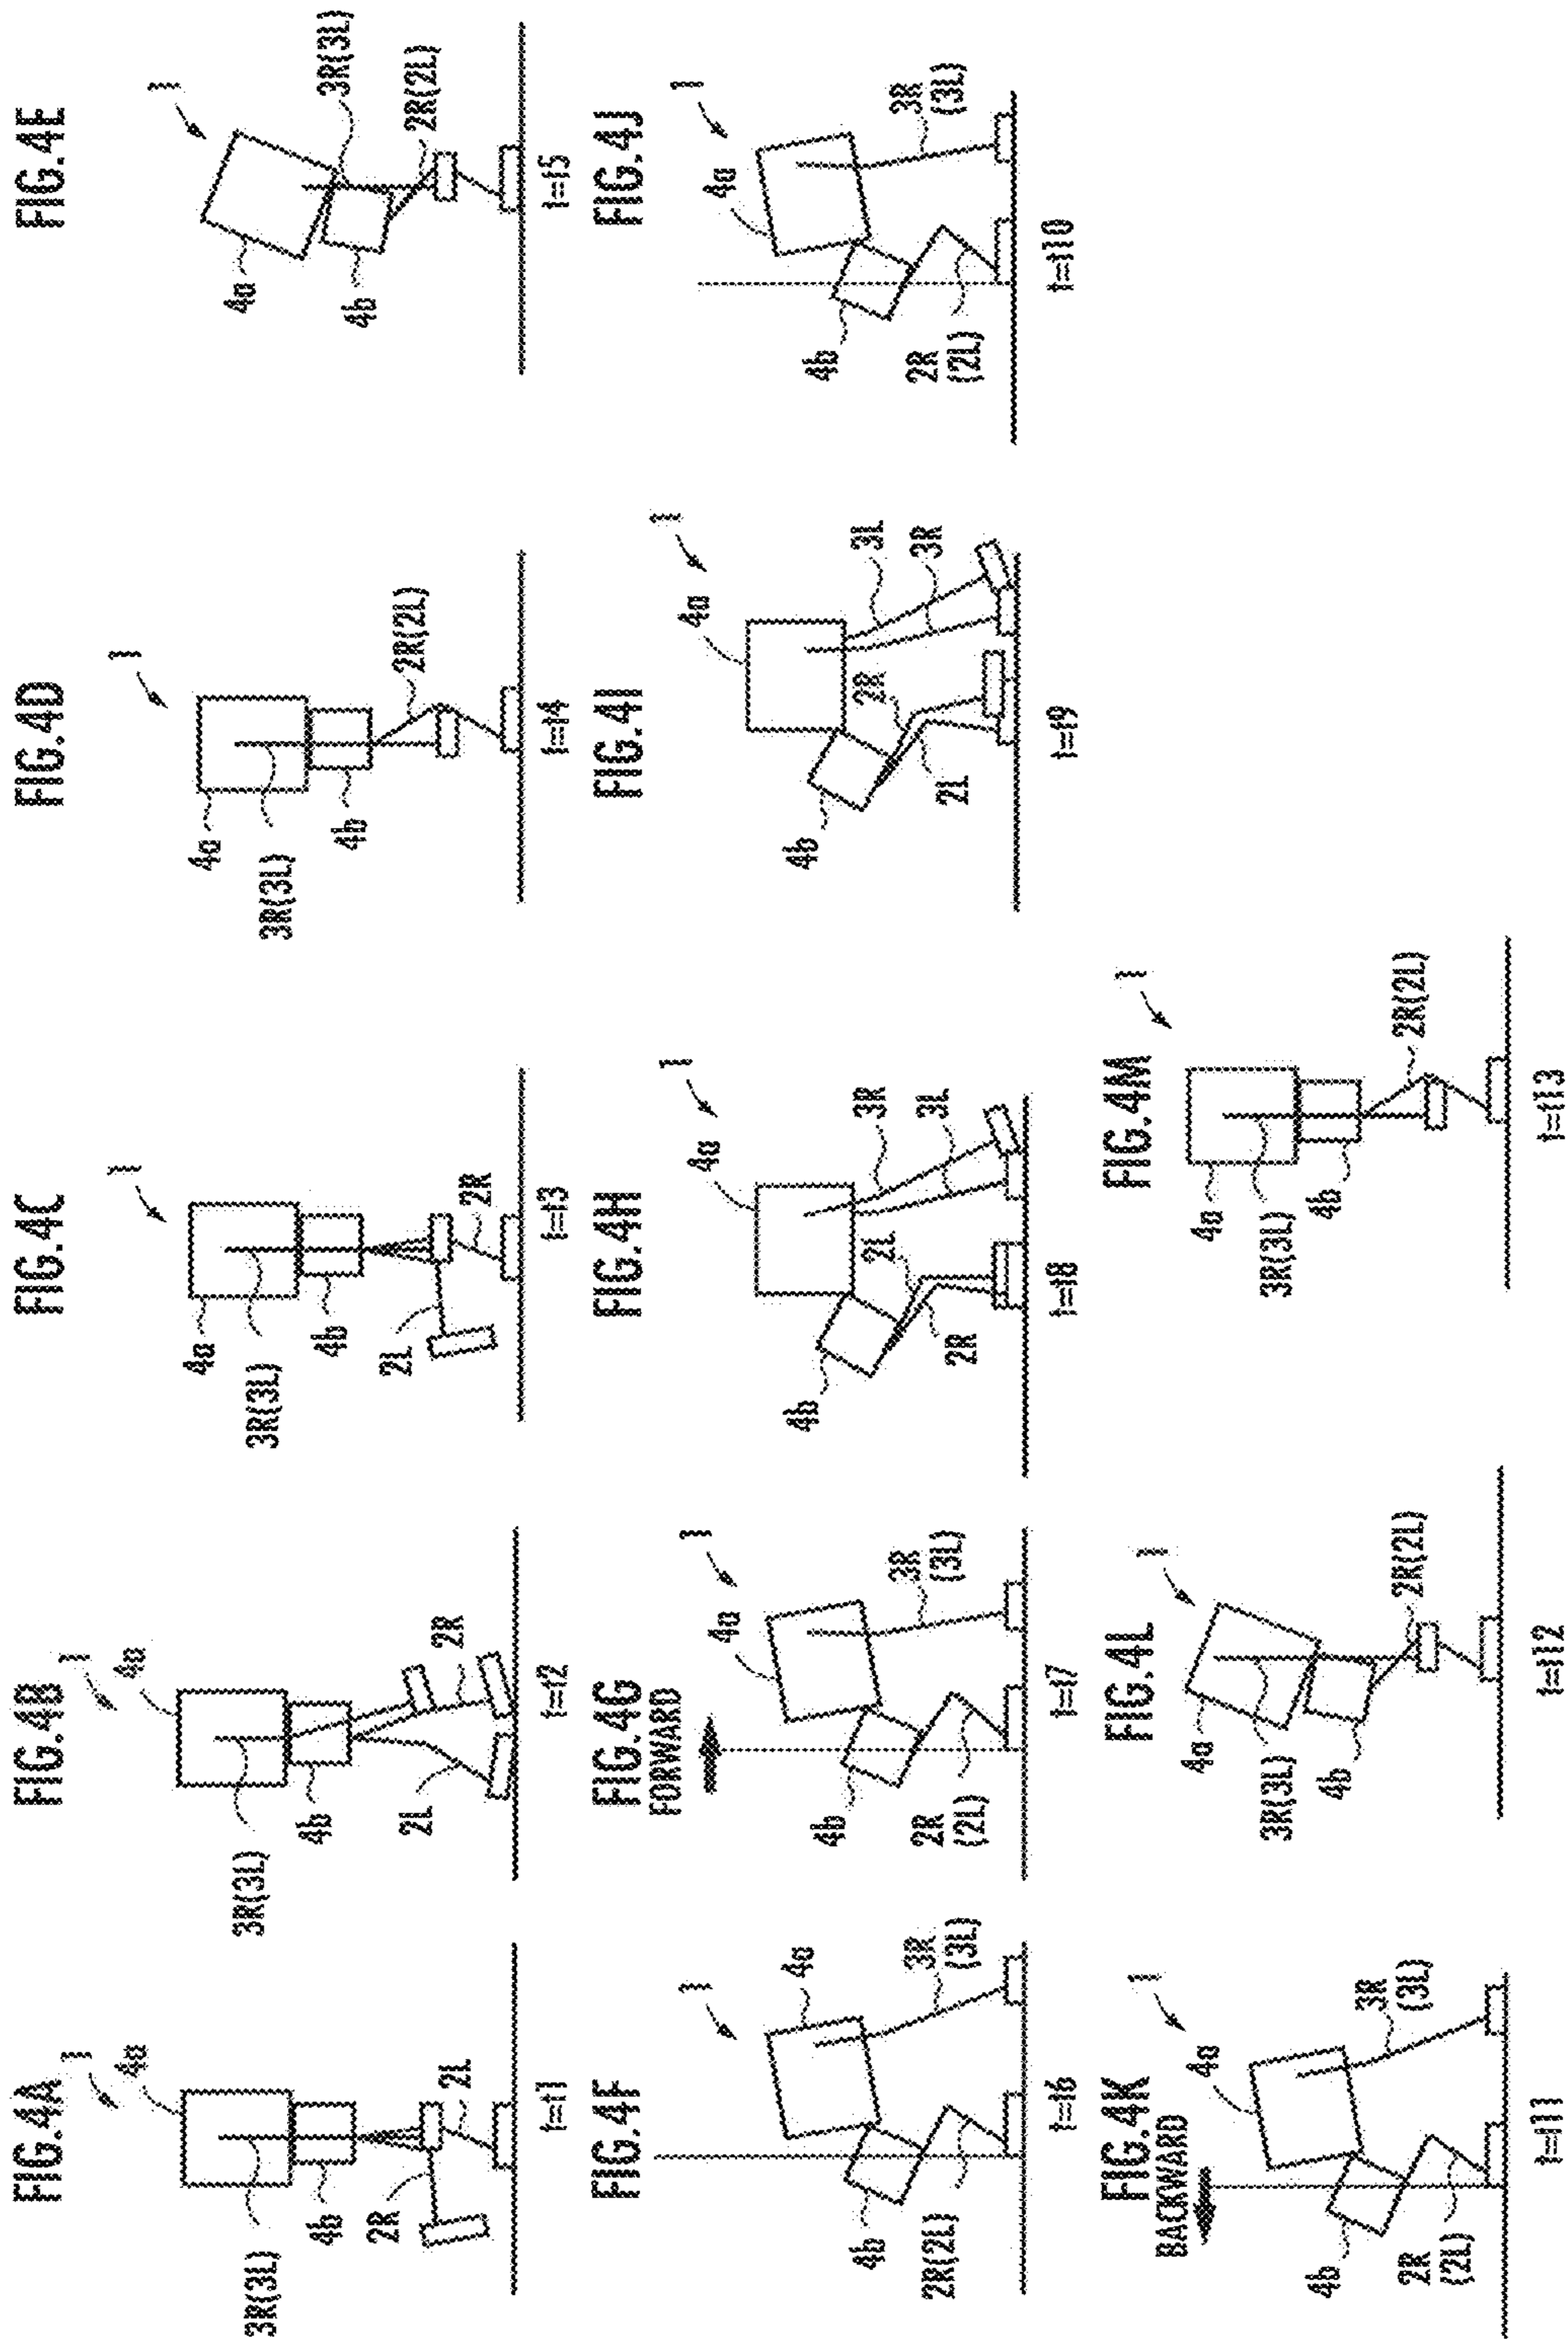 FIG.4A
1
4a
3R(3L)
4b
2R
2L
t=t1
FIG.4B
1
4a
3R(3L)
4b
2L
2R
t=t2
FIG.4C
1
4a
3R(3L)
4b
2L
2R
t=t3
FIG.4D
1
4a
3R(3L)
4b
2R(2L)
t=t4
FIG.4E
1
4a
3R(3L)
4b
2R(2L)
t=t5
FIG.4F
1
4a
4b
3R
(3L)
2R(2L)
t=t6
FIG.4G
FORWARD
1
4a
4b
3R
(3L)
2R
(2L)
t=t7
FIG.4H
1
4a
4b
3R
3L
2L
2R
t=t8
FIG.4I
1
4a
4b
3L
3R
2R
2L
t=t9
FIG.4J
1
4a
4b
3R
(3L)
2R
(2L)
t=t10
FIG.4K
BACKWARD
1
4a
4b
3R
(3L)
2R
(2L)
t=t11
FIG.4L
1
4a
3R(3L)
4b
2R(2L)
t=t12
FIG.4M
1
4a
3R(3L)
4b
2R(2L)
t=t13